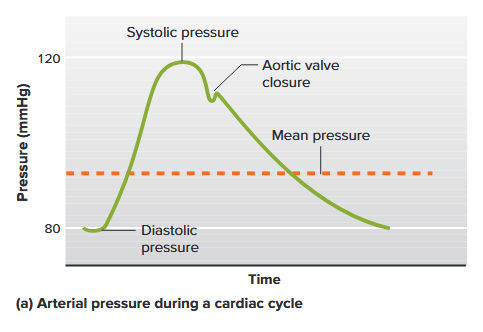 Systolic pressure
120
Aortic valve
closure
Mean pressure
Pressure (mmHg)
80
Diastolic
pressure
Time
(a) Arterial pressure during a cardiac cycle